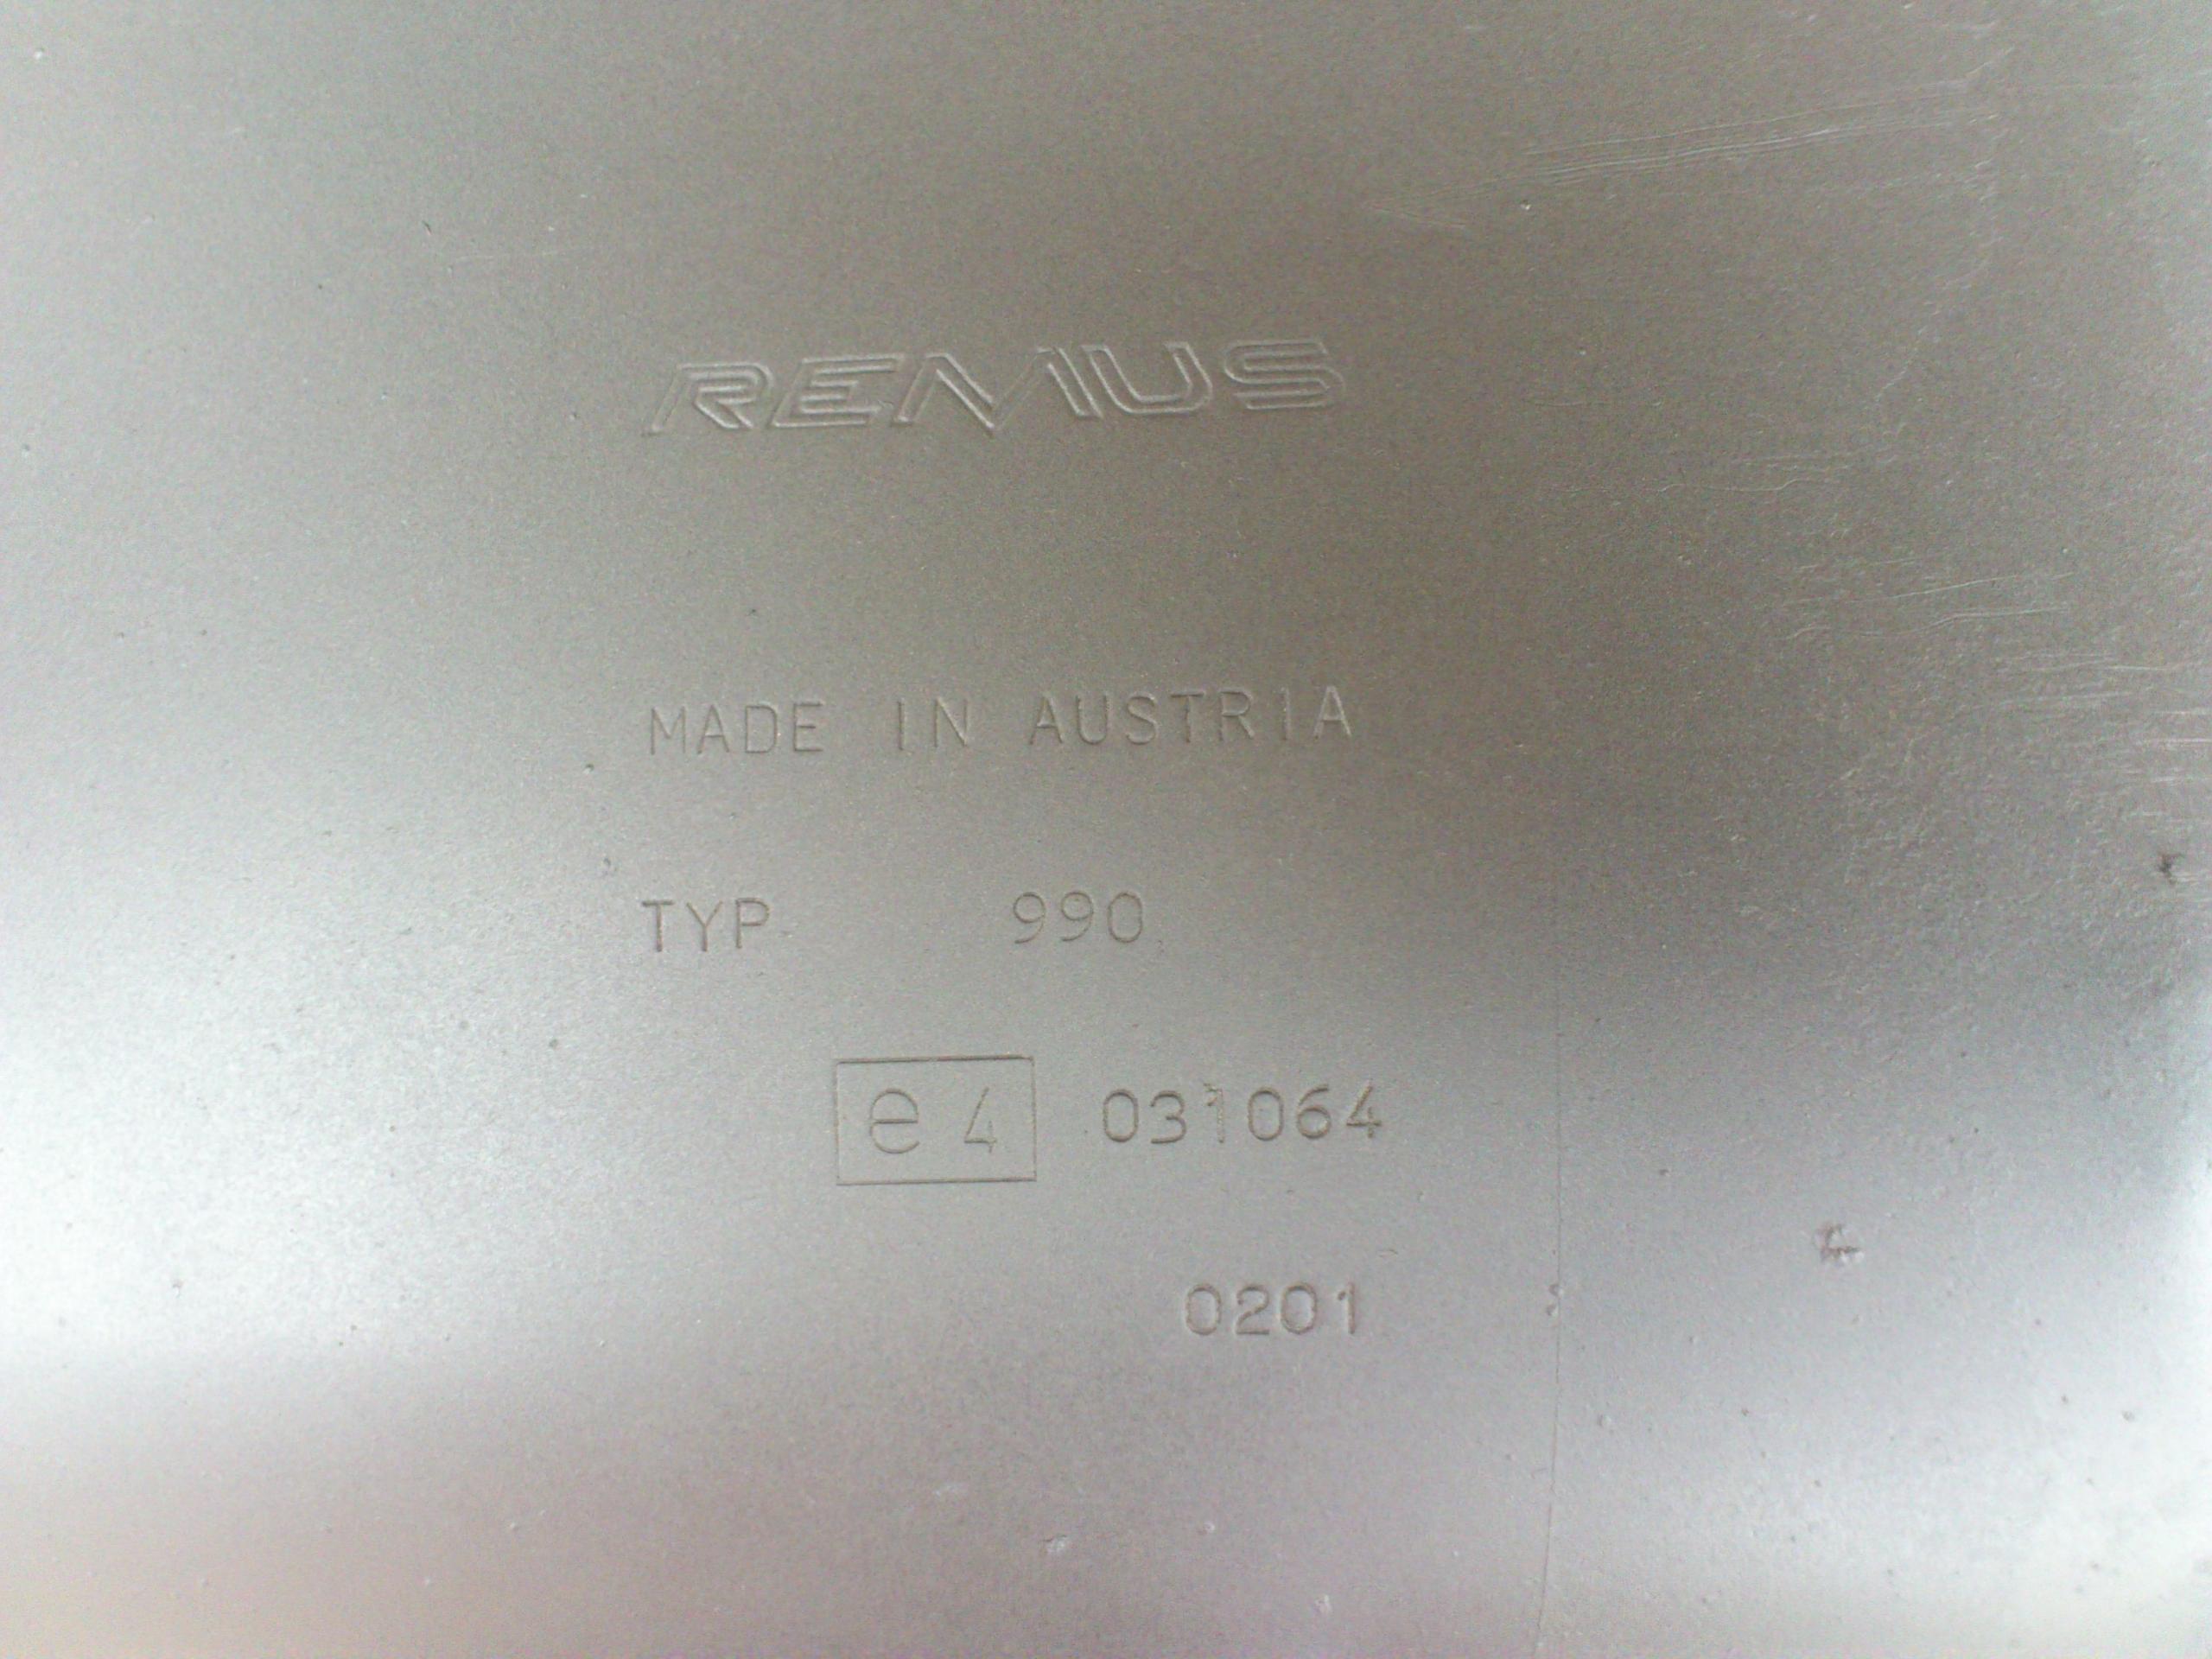 REMUS
MADE IN AUSTRIA
TYP 990
e4 031064
0201